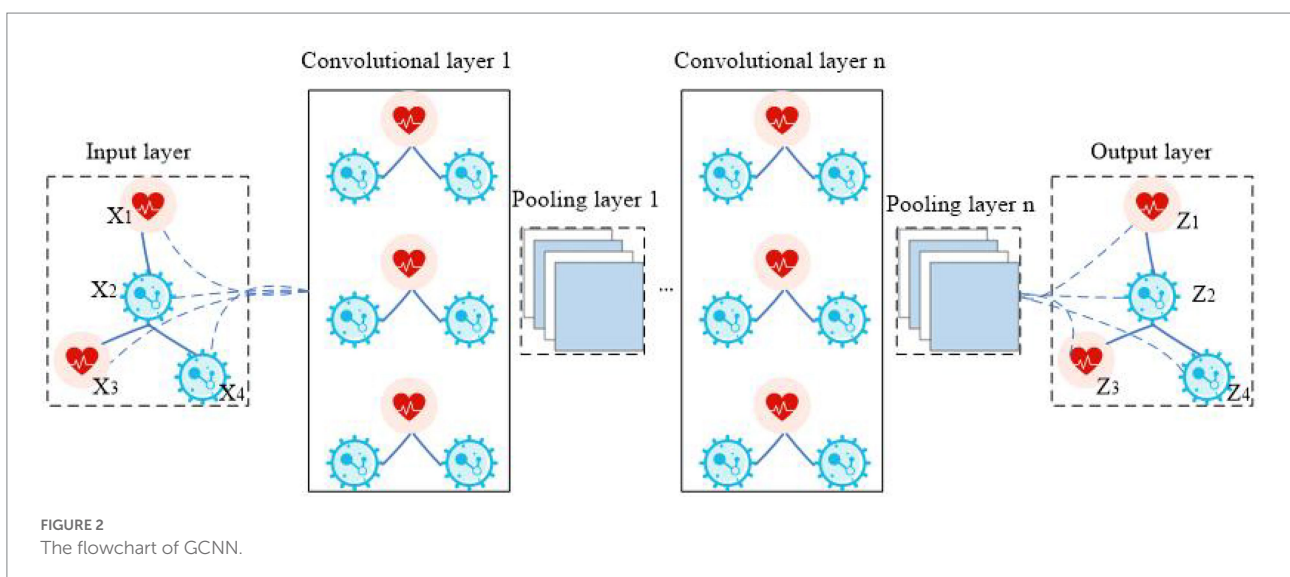 Convolutional layer 1
Convolutional layer n
Input layer
Output layer
X1
X2
X3
X4
Pooling layer 1
...
Pooling layer n
Z1
Z2
Z3
Z4
FIGURE 2
The flowchart of GCNN.